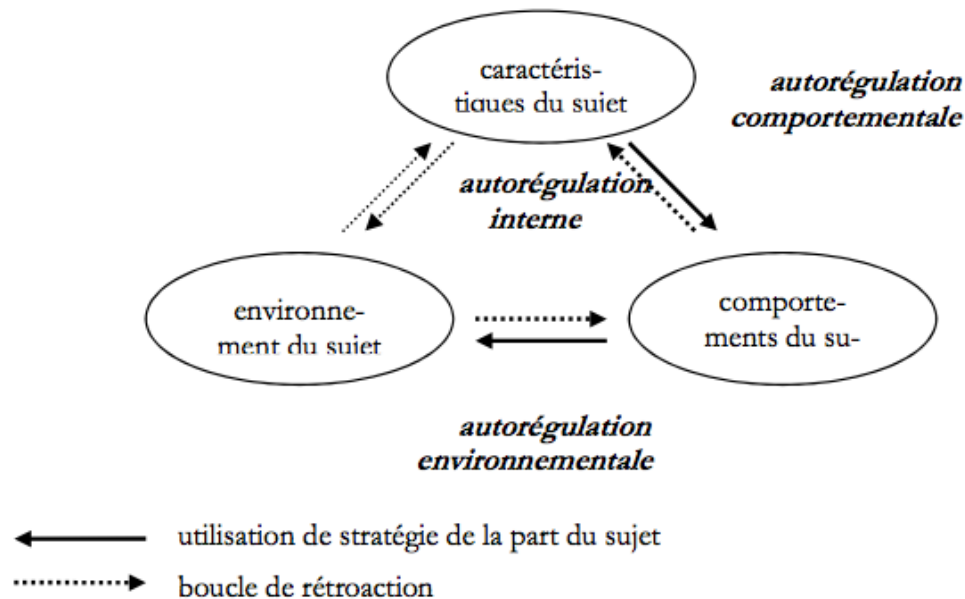 caractéris-
tiques du sujet
autorégulation
comportementale
autorégulation
interne
environne-
ment du sujet
comporte-
ments du su-
autorégulation
environnementale
utilisation de stratégie de la part du sujet
boucle de rétroaction